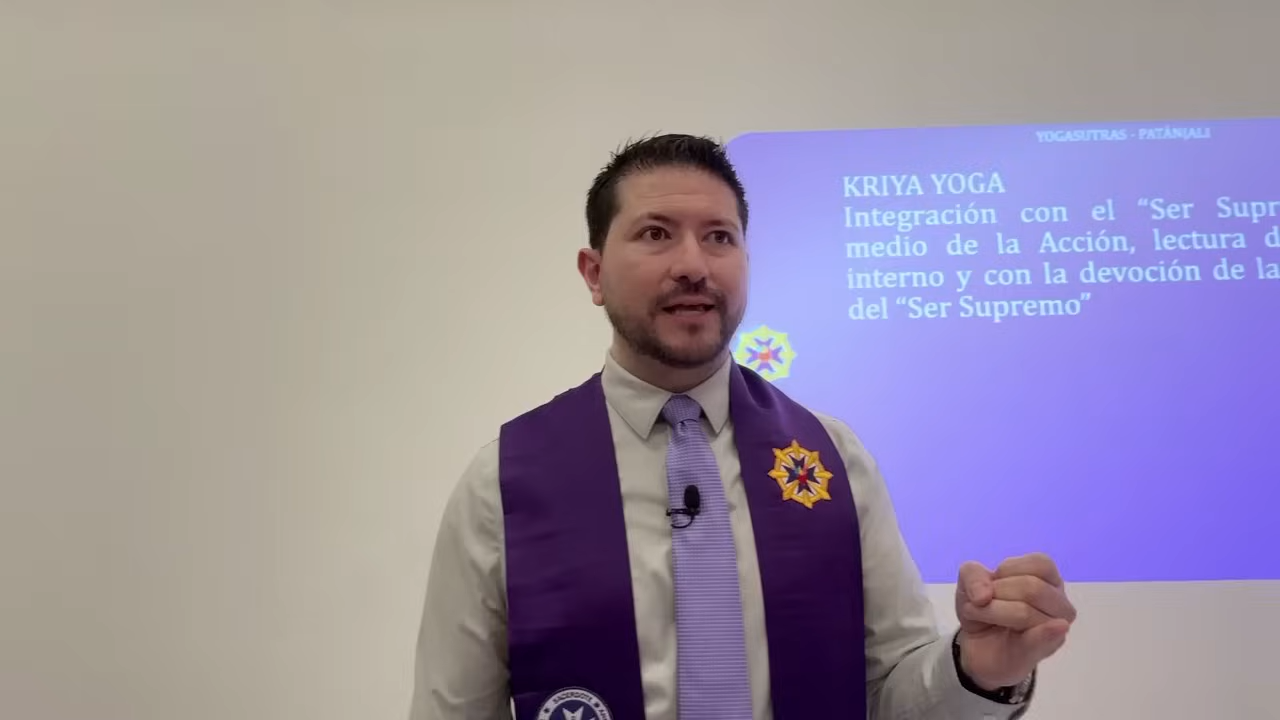 YOGASUTRAS - PATÁNJALI
KRIYA YOGA
Integración con el "Ser
medio de la Acción, lectura
interno y con la devoción de la
del "Ser Supremo"
SACERDOTE